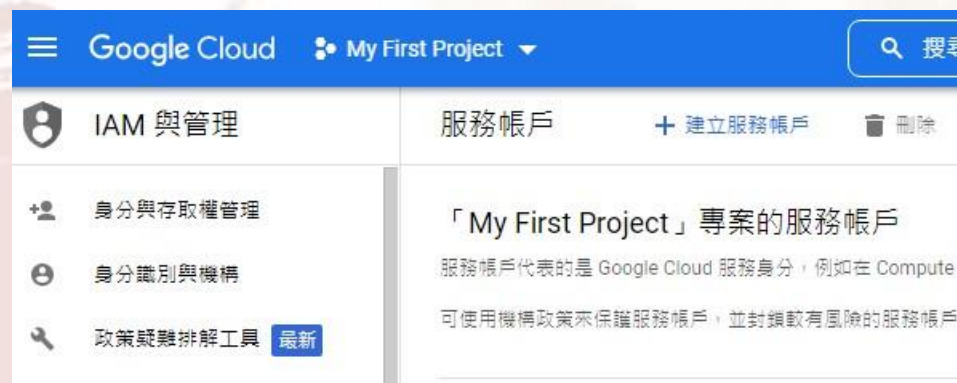 Google Cloud My First Project 搜尋
IAM 與管理
服務帳戶 + 建立服務帳戶 刪除
身分與存取權管理
「My First Project」專案的服務帳戶
身分識別與機構
服務帳戶代表的是 Google Cloud 服務身分，例如在 Compute
可使用機構政策來保護服務帳戶，並封鎖較有風險的服務帳戶
政策疑難排解工具 最新